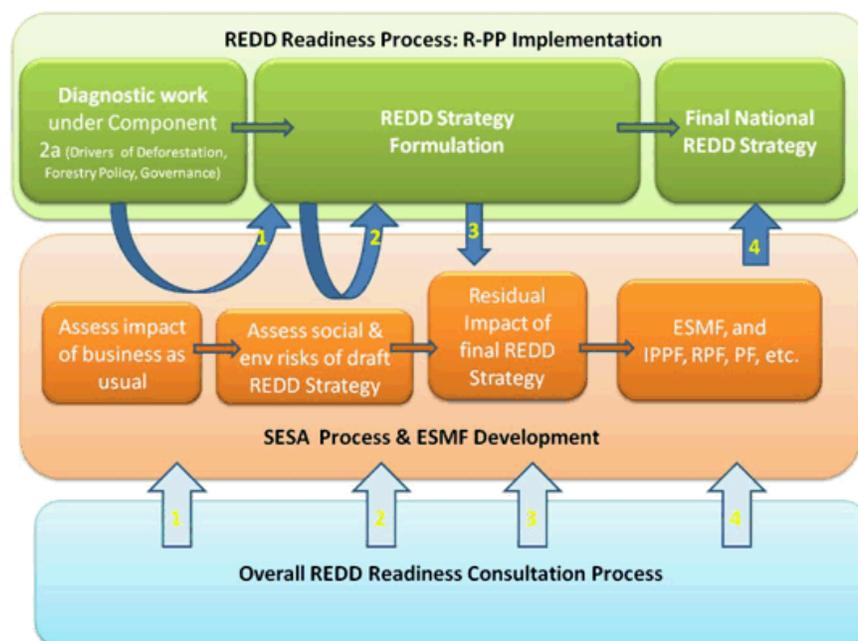 REDD Readiness Process: R-PP Implementation
Diagnostic work
under Component
2a (Drivers of Deforestation,
Forestry Policy, Governance)
REDD Strategy
Formulation
Final National
REDD Strategy
1
2
3
4
Assess impact
of business as
usual
Assess social &
env risks of draft
REDD Strategy
Residual
Impact of
final REDD
Strategy
ESMF, and
IPPF, RPF, PF, etc.
SESA Process & ESMF Development
1
2
3
4
Overall REDD Readiness Consultation Process